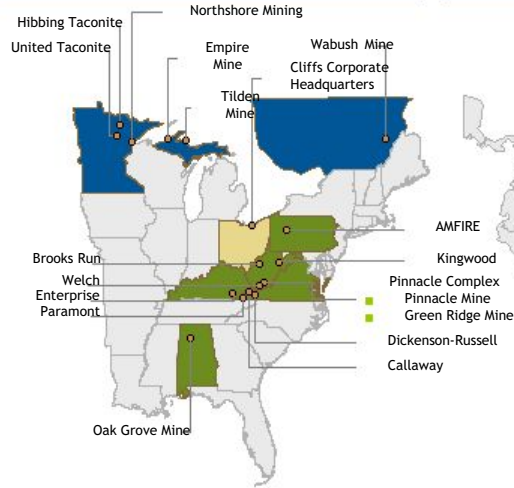 Northshore Mining
Hibbing Taconite
United Taconite
Empire
Mine
Wabush Mine
Cliffs Corporate
Headquarters
Tilden
Mine
AMFIRE
Brooks Run
Kingwood
Welch
Pinnacle Complex
Enterprise
Pinnacle Mine
Paramont
Green Ridge Mine
Dickenson-Russell
Callaway
Oak Grove Mine